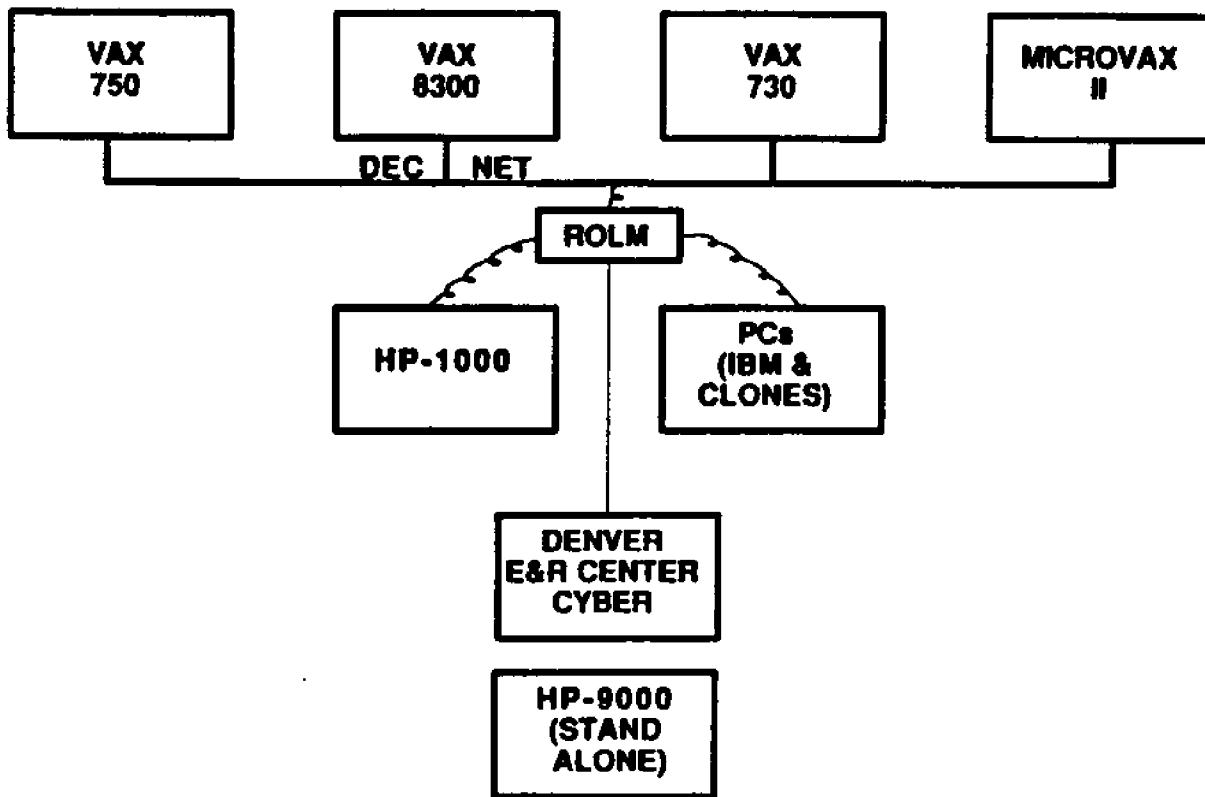 VAX
750
VAX
8300
VAX
730
MICROVAX
II
DEC NET
ROLM
HP-1000
PCs
(IBM &
CLONES)
DENVER
E&R CENTER
CYBER
HP-9000
(STAND
ALONE)